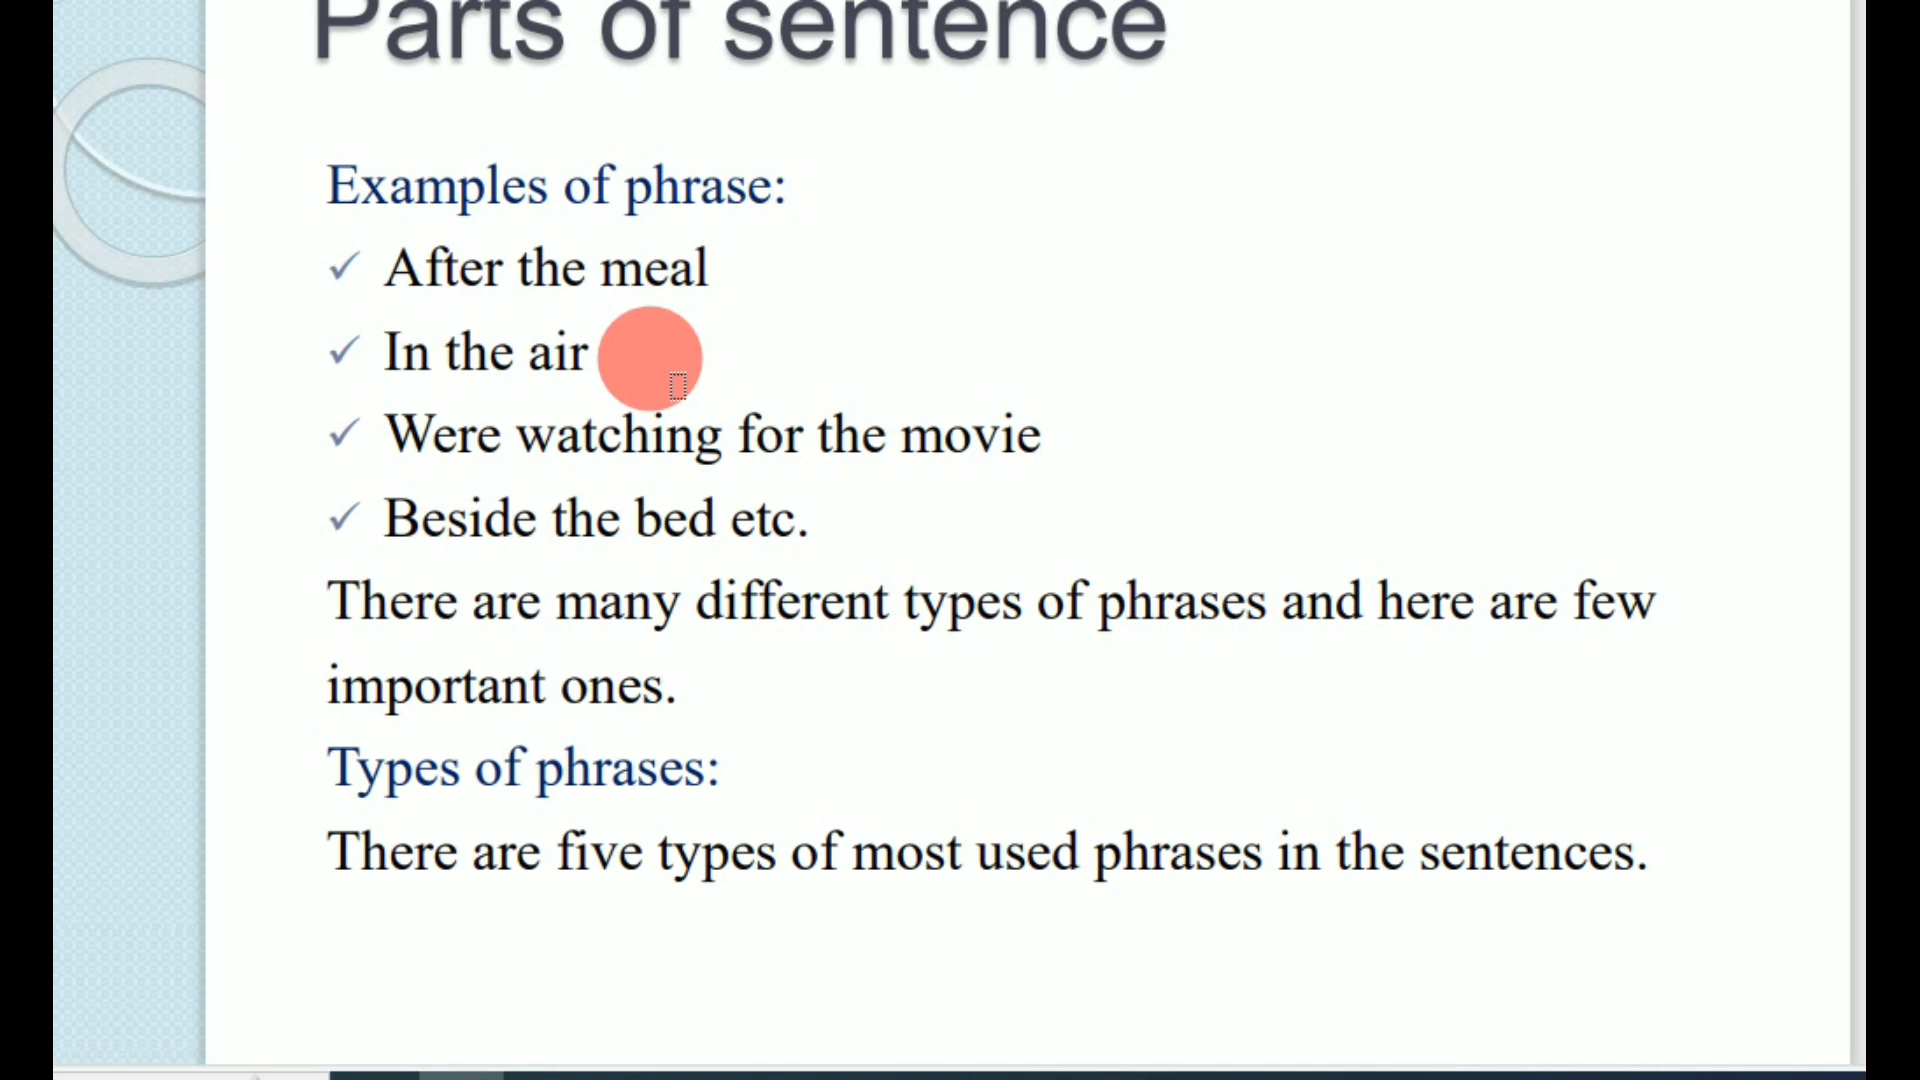 Parts of sentence
Examples of phrase:
✓ After the meal
✓ In the air
✓ Were watching for the movie
✓ Beside the bed etc.
There are many different types of phrases and here are few
important ones.
Types of phrases:
There are five types of most used phrases in the sentences.